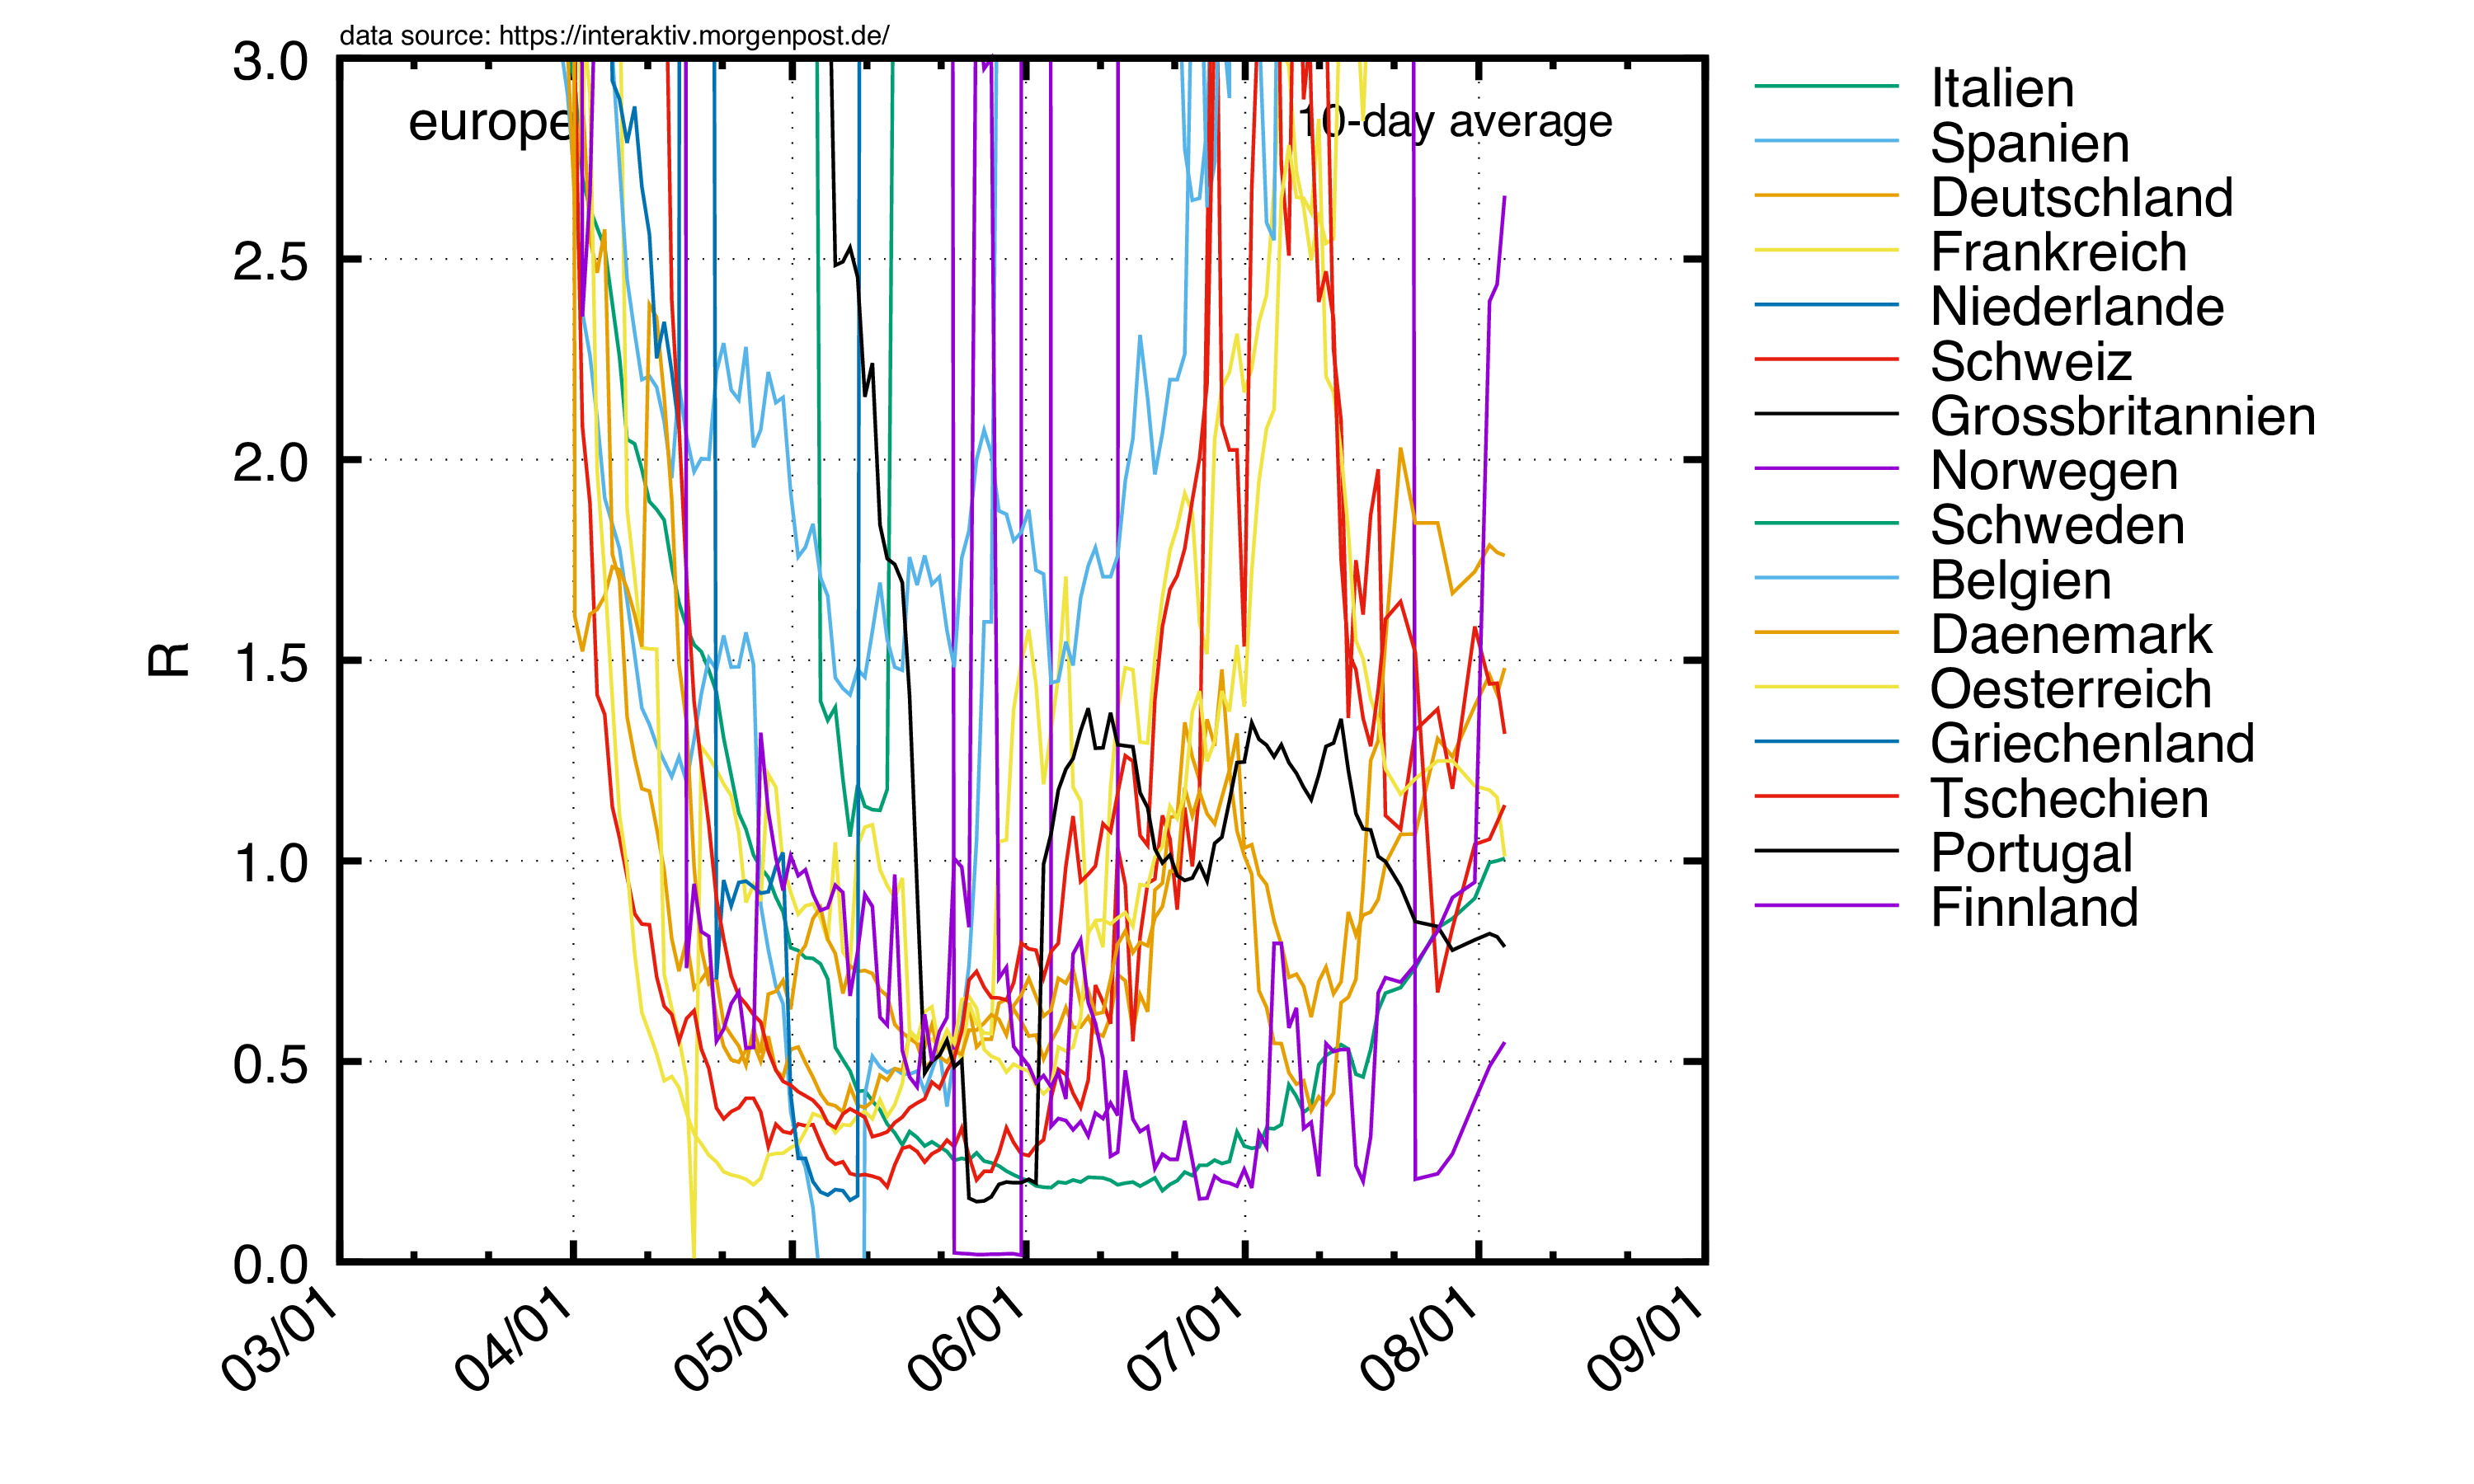 data source: https://interaktiv.morgenpost.de/
europe
10-day average
R
3.0
2.5
2.0
1.5
1.0
0.5
0.0
03/01
04/01
05/01
06/01
07/01
08/01
09/01
Italien
Spanien
Deutschland
Frankreich
Niederlande
Schweiz
Grossbritannien
Norwegen
Schweden
Belgien
Daenemark
Oesterreich
Griechenland
Tschechien
Portugal
Finnland